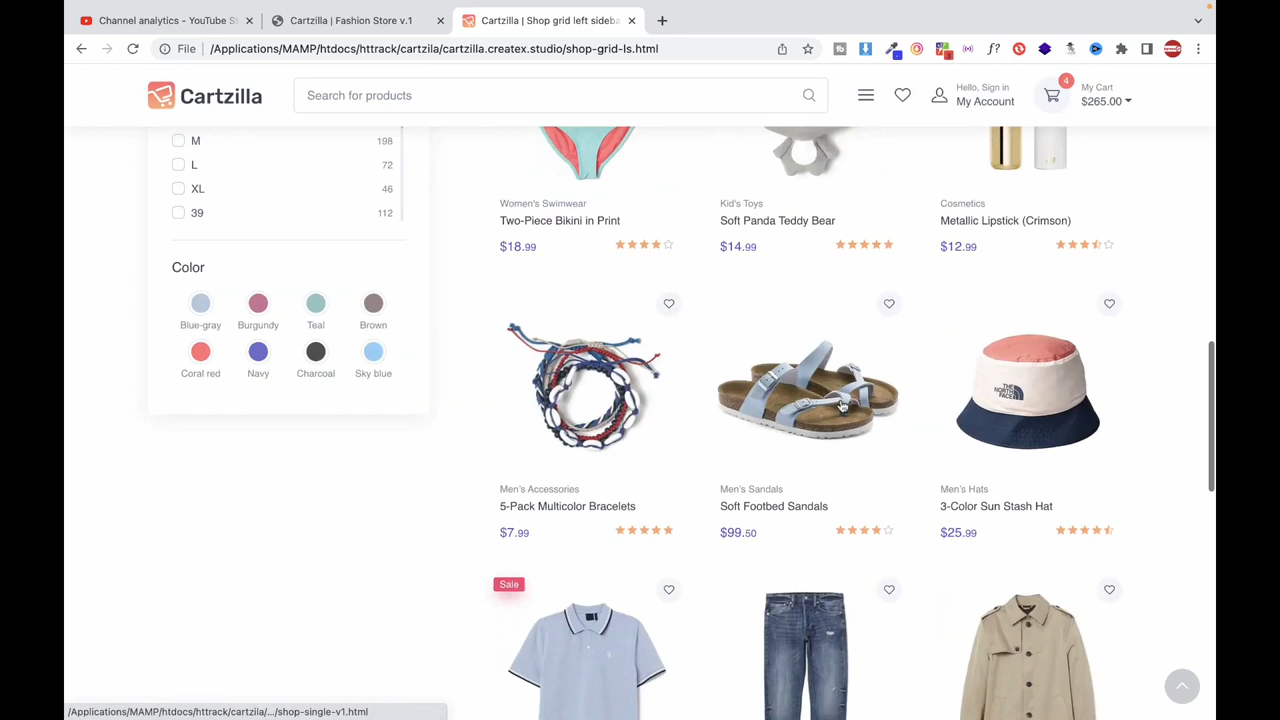 Channel analytics - YouTube S
Cartzilla | Fashion Store v.1
Cartzilla | Shop grid left sideba
File
/Applications/MAMP/htdocs/httrack/cartzila/cartzilla.createx.studio/shop-grid-ls.html
Cartzilla
Search for products
Hello, Sign in
My Account
4
My Cart
$265.00
M 198
L 72
XL 46
39 112
Color
Blue-gray Burgundy Teal Brown
Coral red Navy Charcoal Sky blue
Women's Swimwear
Two-Piece Bikini in Print
$18.99
Kid's Toys
Soft Panda Teddy Bear
$14.99
Cosmetics
Metallic Lipstick (Crimson)
$12.99
Men's Accessories
5-Pack Multicolor Bracelets
$7.99
Men's Sandals
Soft Footbed Sandals
$99.50
THE
NORTH
FACE
Men's Hats
3-Color Sun Stash Hat
$25.99
Sale
/Applications/MAMP/htdocs/httrack/cartzila/.../shop-single-v1.html